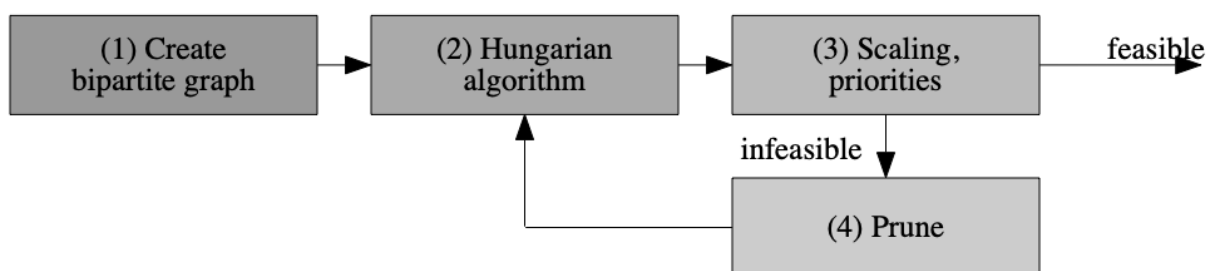 (1) Create
bipartite graph
(2) Hungarian
algorithm
(3) Scaling,
priorities
feasible
infeasible
(4) Prune